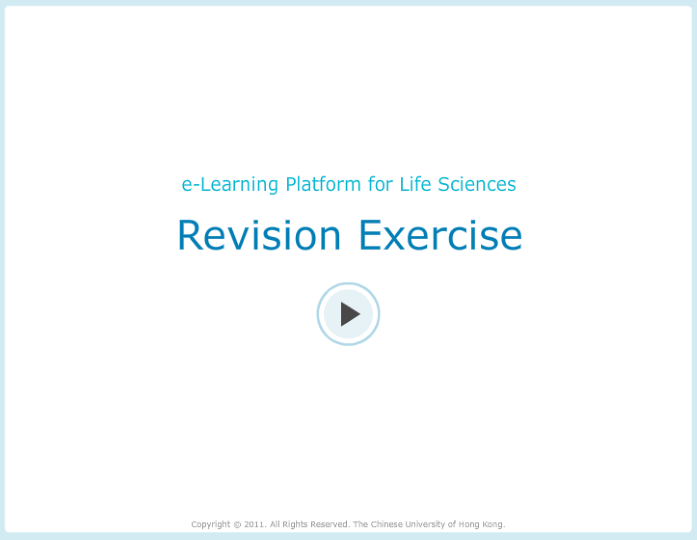 e-Learning Platform for Life Sciences
Revision Exercise
Copyright © 2011. All Rights Reserved. The Chinese University of Hong Kong.